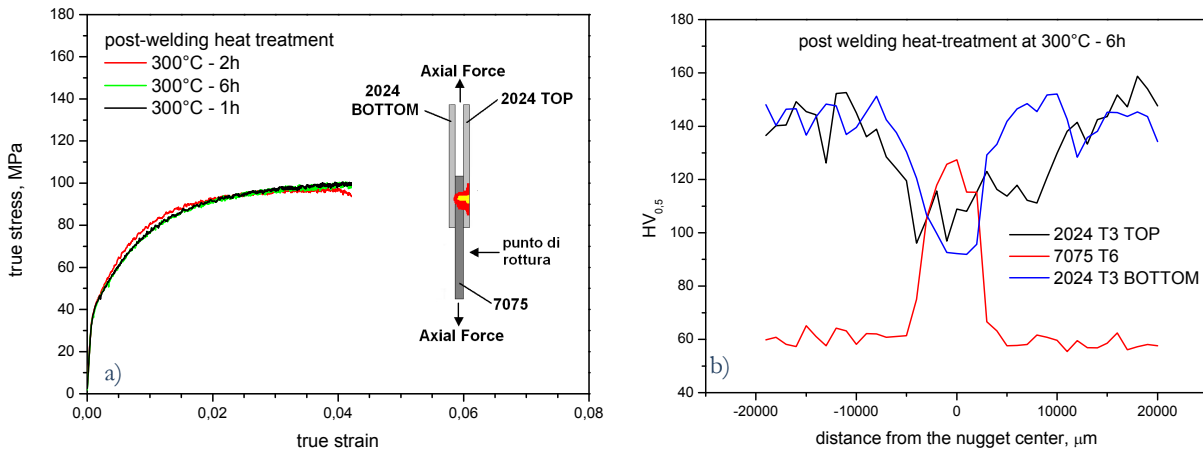 180
160
140
120
100
80
60
40
20
0
true stress, MPa
0,00
0,02
0,04
0,06
0,08
true strain
post-welding heat treatment
300°C - 2h
300°C - 6h
300°C - 1h
Axial Force
2024
BOTTOM
2024 TOP
punto di
rottura
7075
Axial Force
a)
180
160
140
120
100
80
60
40
HV0,5
-20000
-10000
0
10000
20000
distance from the nugget center, μm
post welding heat-treatment at 300°C - 6h
2024 T3 TOP
7075 T6
2024 T3 BOTTOM
b)